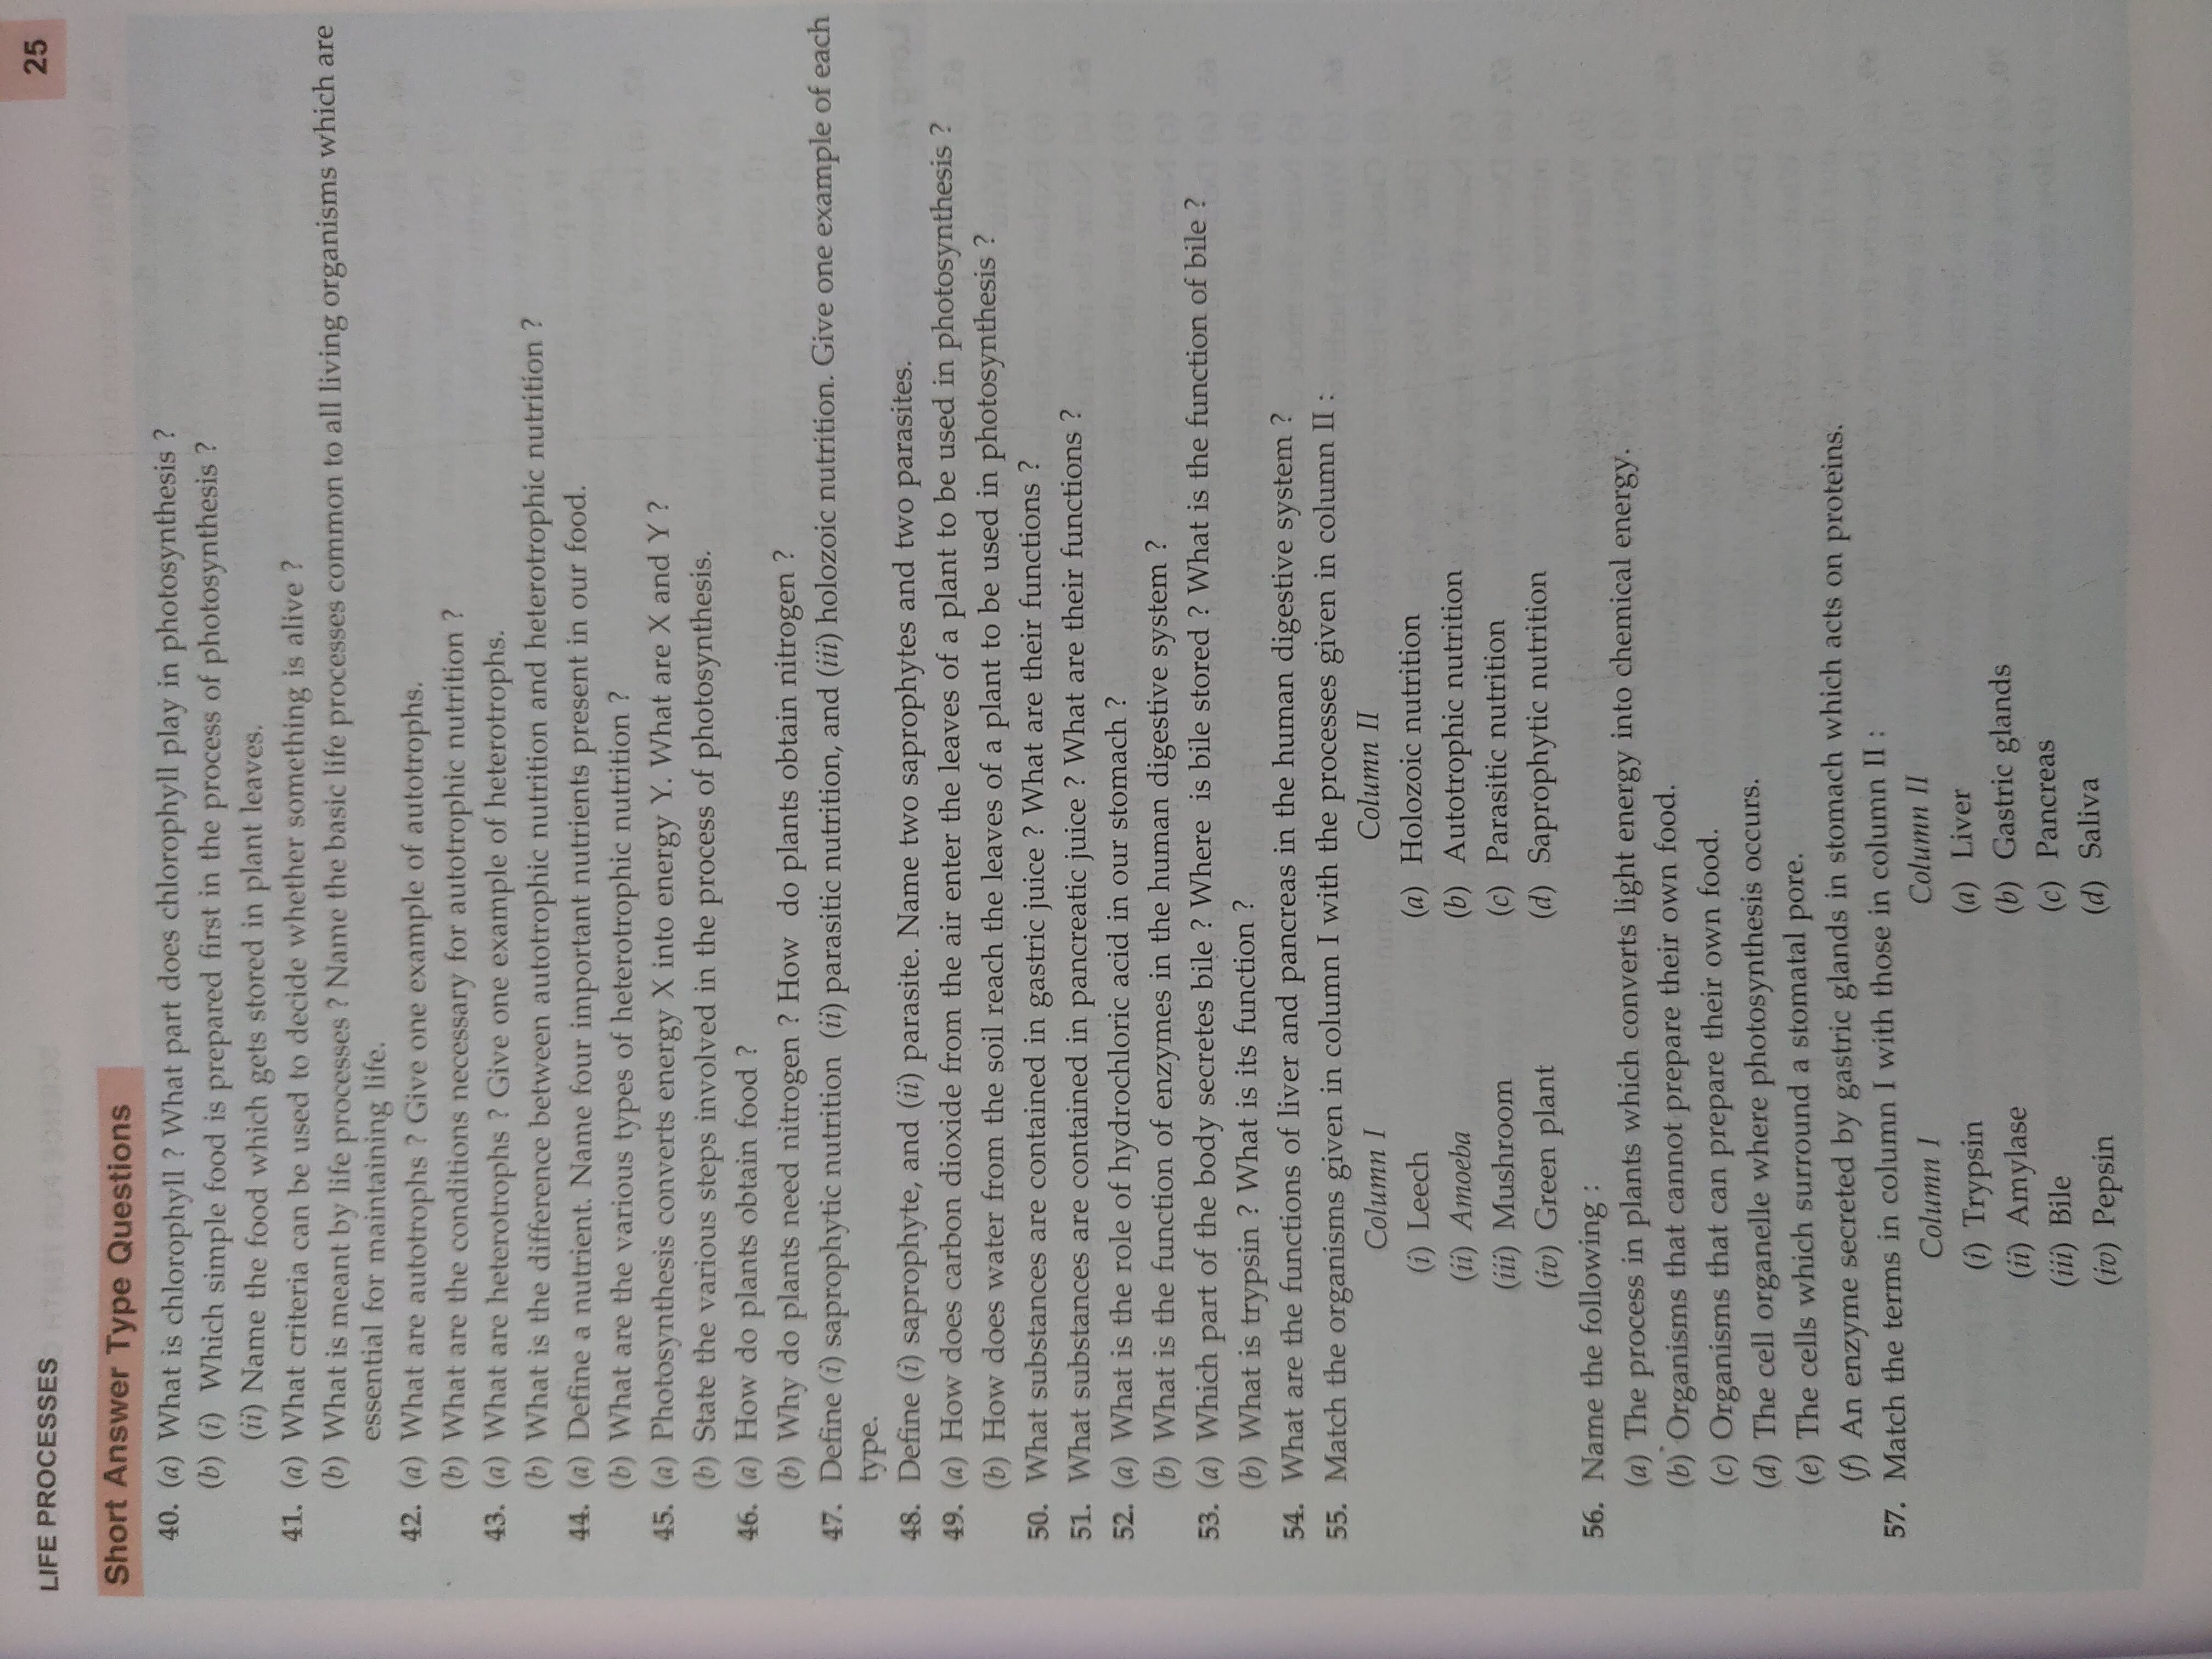 LIFE PROCESSES
25
Short Answer Type Questions
40. (a) What is chlorophyll ? What part does chlorophyll play in photosynthesis ?
(b) (i) Which simple food is prepared first in the process of photosynthesis ?
(ii) Name the food which gets stored in plant leaves.
41. (a) What criteria can be used to decide whether something is alive ?
(b) What is meant by life processes ? Name the basic life processes common to all living organisms which are
essential for maintaining life.
42. (a) What are autotrophs ? Give one example of autotrophs.
(b) What are the conditions necessary for autotrophic nutrition ?
43. (a) What are heterotrophs ? Give one example of heterotrophs.
(b) What is the difference between autotrophic nutrition and heterotrophic nutrition ?
44. (a) Define a nutrient. Name four important nutrients present in our food.
(b) What are the various types of heterotrophic nutrition ?
45. (a) Photosynthesis converts energy X into energy Y. What are X and Y ?
(b) State the various steps involved in the process of photosynthesis.
46. (a) How do plants obtain food ?
(b) Why do plants need nitrogen ? How do plants obtain nitrogen ?
47. Define (i) saprophytic nutrition (ii) parasitic nutrition, and (iii) holozoic nutrition. Give one example of each
type.
48. Define (i) saprophyte, and (ii) parasite. Name two saprophytes and two parasites.
49. (a) How does carbon dioxide from the air enter the leaves of a plant to be used in photosynthesis ?
(b) How does water from the soil reach the leaves of a plant to be used in photosynthesis ?
50. What substances are contained in gastric juice ? What are their functions ?
51. What substances are contained in pancreatic juice ? What are their functions ?
52. (a) What is the role of hydrochloric acid in our stomach ?
(b) What is the function of enzymes in the human digestive system ?
53. (a) Which part of the body secretes bile ? Where is bile stored ? What is the function of bile ?
(b) What is trypsin ? What is its function ?
54. What are the functions of liver and pancreas in the human digestive system ?
55. Match the organisms given in column I with the processes given in column II :
Column I Column II
(i) Leech (a) Holozoic nutrition
(ii) Amoeba (b) Autotrophic nutrition
(iii) Mushroom (c) Parasitic nutrition
(iv) Green plant (d) Saprophytic nutrition
56. Name the following :
(a) The process in plants which converts light energy into chemical energy.
(b) Organisms that cannot prepare their own food.
(c) Organisms that can prepare their own food.
(d) The cell organelle where photosynthesis occurs.
(e) The cells which surround a stomatal pore.
(f) An enzyme secreted by gastric glands in stomach which acts on proteins.
57. Match the terms in column I with those in column II :
Column I Column II
(i) Trypsin (a) Liver
(ii) Amylase (b) Gastric glands
(iii) Bile (c) Pancreas
(iv) Pepsin (d) Saliva